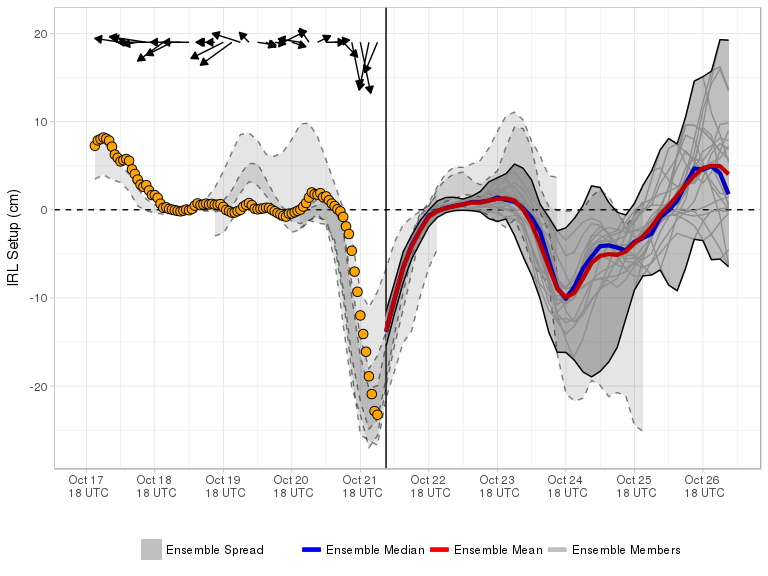 20
10
0
-10
-20
IRL Setup (cm)
Oct 17 Oct 18 Oct 19 Oct 20 Oct 21 Oct 22 Oct 23 Oct 24 Oct 25 Oct 26
18 UTC 18 UTC 18 UTC 18 UTC 18 UTC 18 UTC 18 UTC 18 UTC 18 UTC 18 UTC
Ensemble Spread Ensemble Median Ensemble Mean Ensemble Members